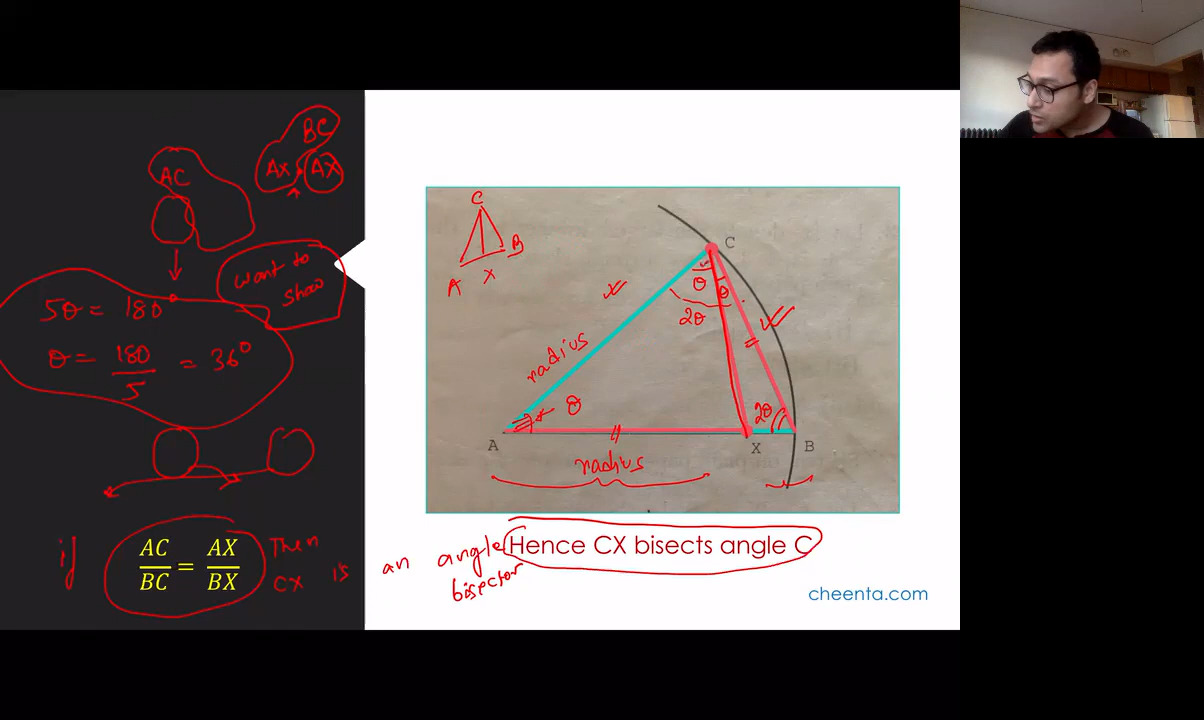 BC
AC
AX . AX
want to
show
5θ = 180°
θ = 180/5 = 36°
if
AC/BC = AX/BX
Then
CX is an angle
bisector
C
A
X
B
C
θ
θ
2θ
radius
θ
2θ
A
X
B
radius
Hence CX bisects angle C
cheenta.com